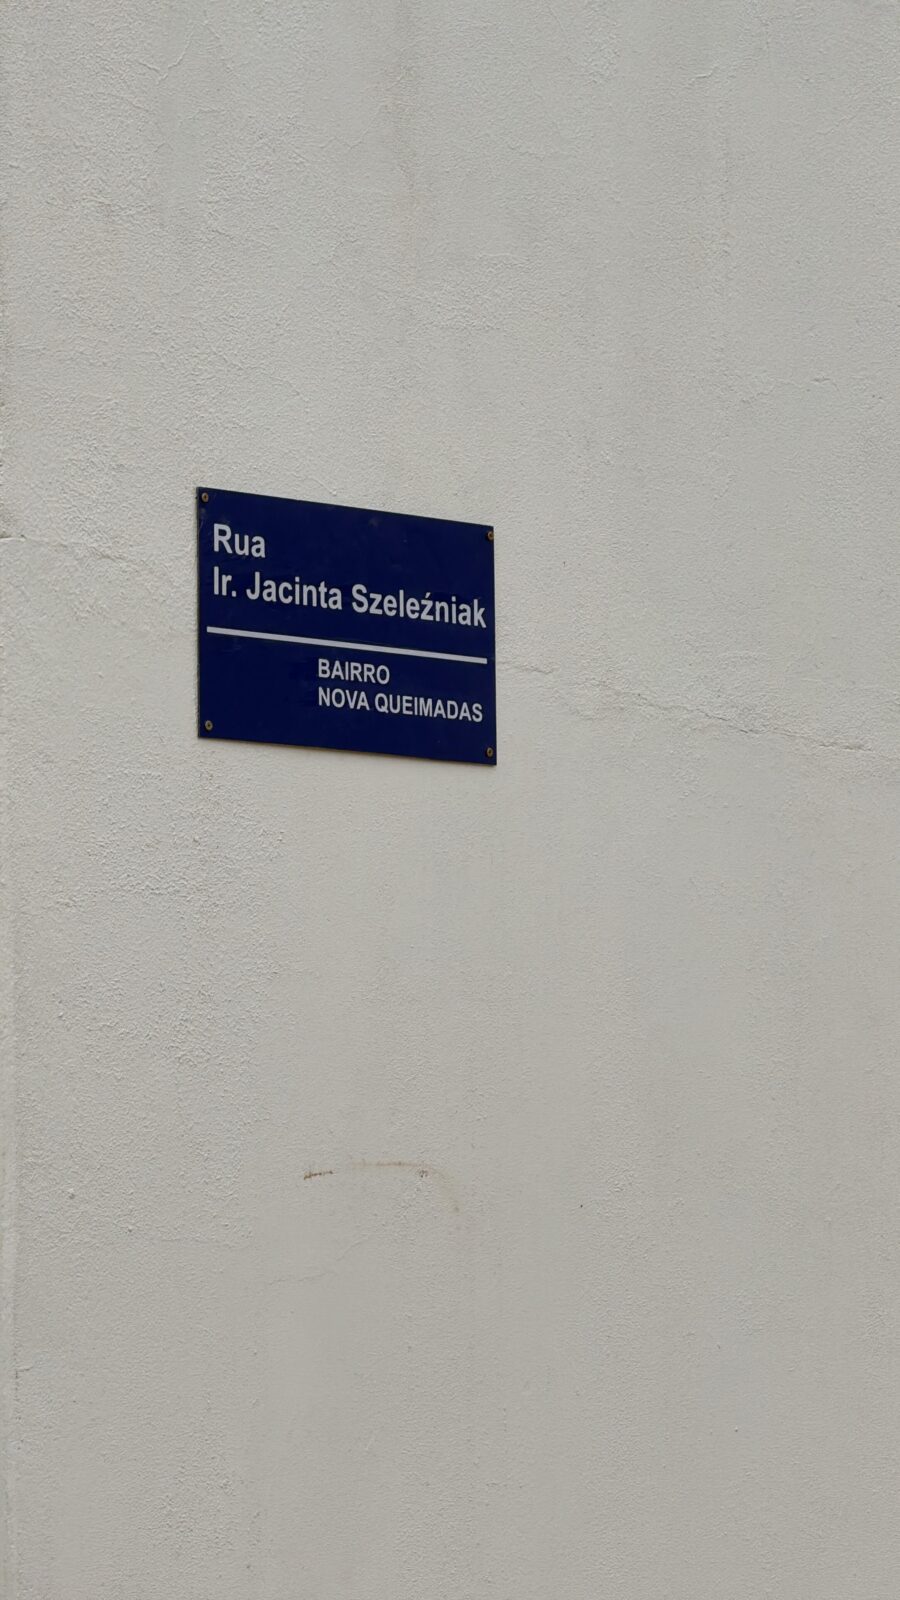 Rua
Ir. Jacinta Szeleźniak
BAIRRO
NOVA QUEIMADAS